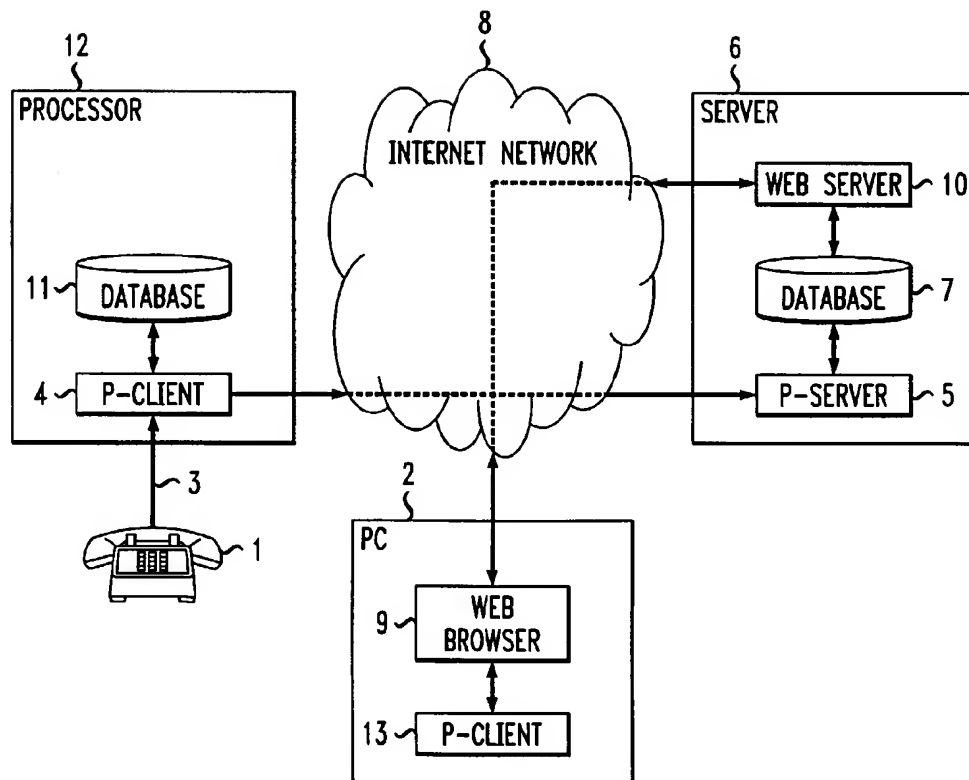 12
8
6
PROCESSOR
SERVER
INTERNET NETWORK
WEB SERVER
10
11
DATABASE
DATABASE
7
4
P-CLIENT
P-SERVER
5
3
2
1
PC
9
WEB
BROWSER
13
P-CLIENT